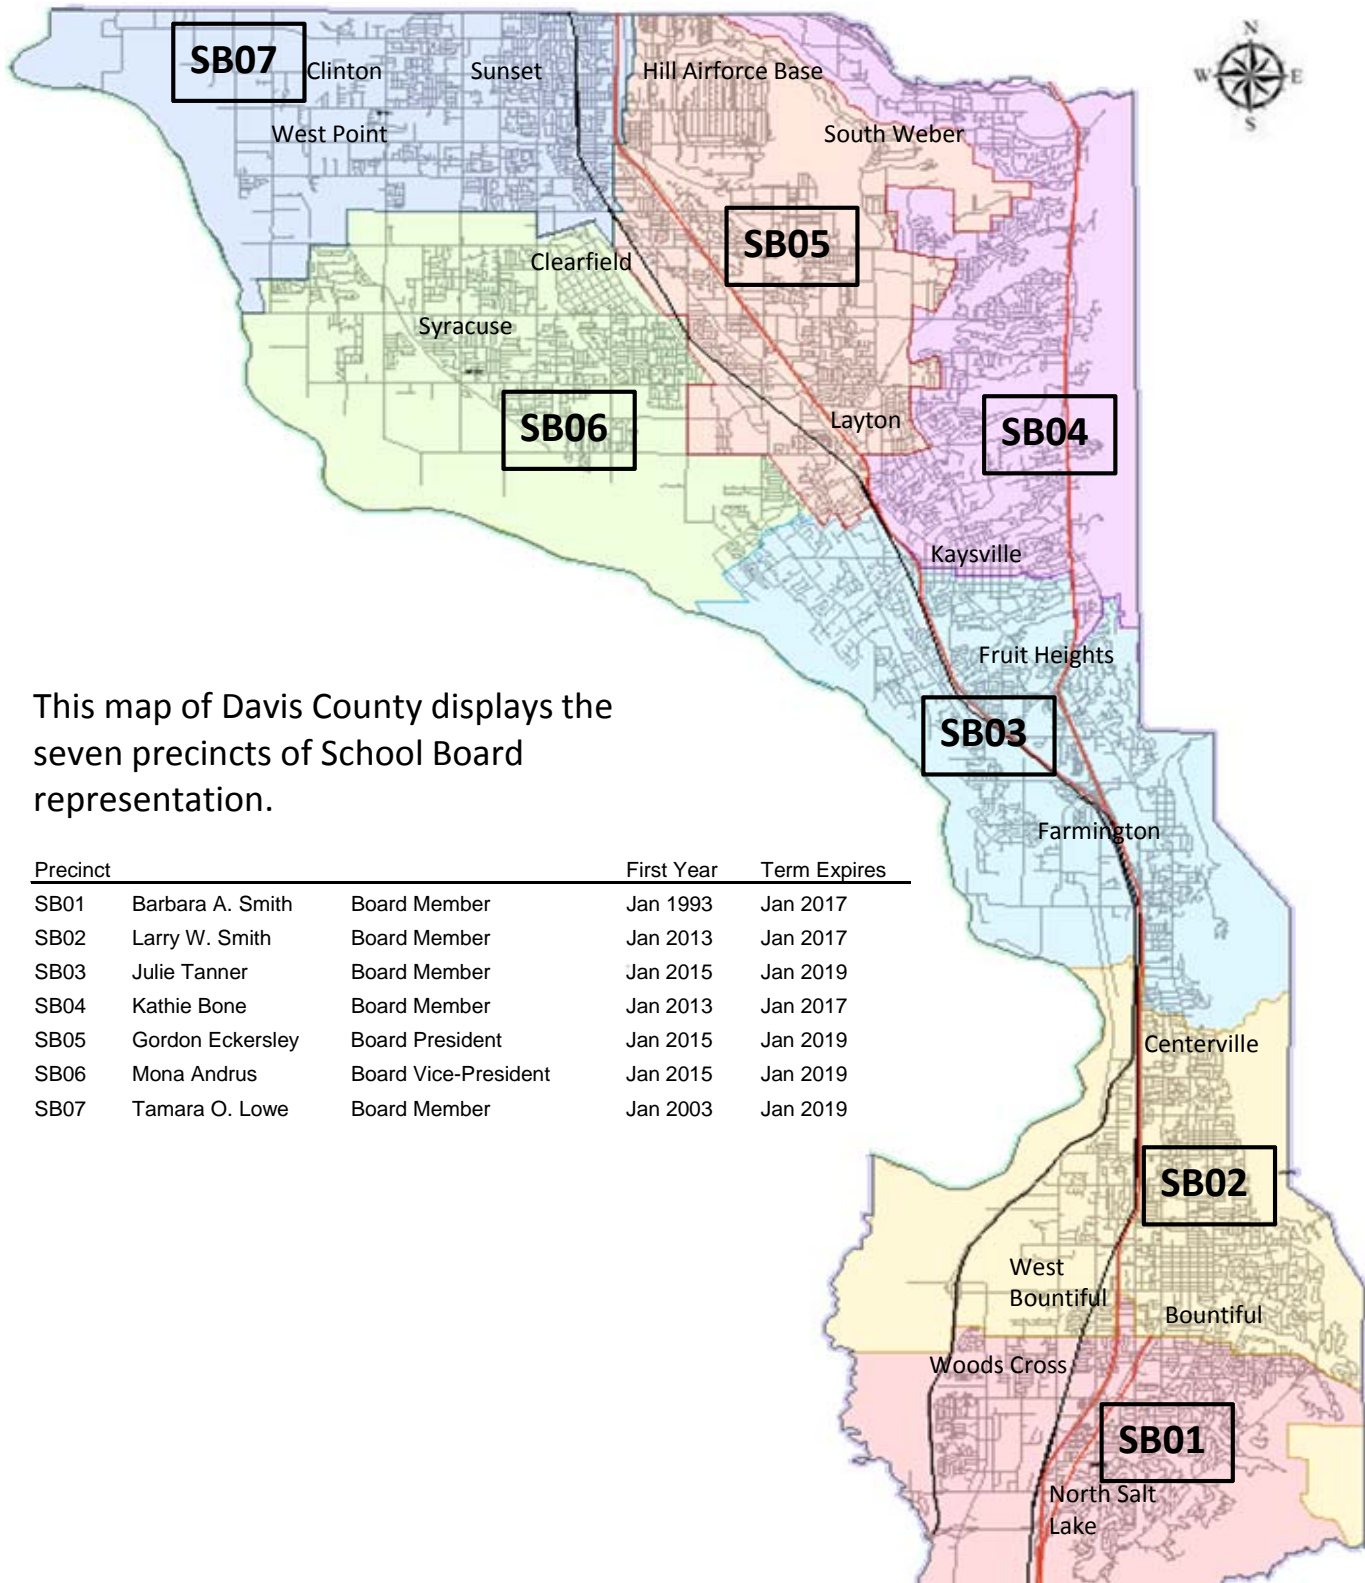 N
W E
S
SB07
Clinton
Sunset
Hill Airforce Base
West Point
South Weber
SB05
Clearfield
Syracuse
SB06
Layton
SB04
Kaysville
Fruit Heights
This map of Davis County displays the
seven precincts of School Board
representation.
SB03
Farmington
Precinct First Year Term Expires
SB01 Barbara A. Smith Board Member Jan 1993 Jan 2017
SB02 Larry W. Smith Board Member Jan 2013 Jan 2017
SB03 Julie Tanner Board Member Jan 2015 Jan 2019
SB04 Kathie Bone Board Member Jan 2013 Jan 2017
SB05 Gordon Eckersley Board President Jan 2015 Jan 2019
SB06 Mona Andrus Board Vice-President Jan 2015 Jan 2019
SB07 Tamara O. Lowe Board Member Jan 2003 Jan 2019
Centerville
SB02
West
Bountiful
Bountiful
Woods Cross
SB01
North Salt
Lake